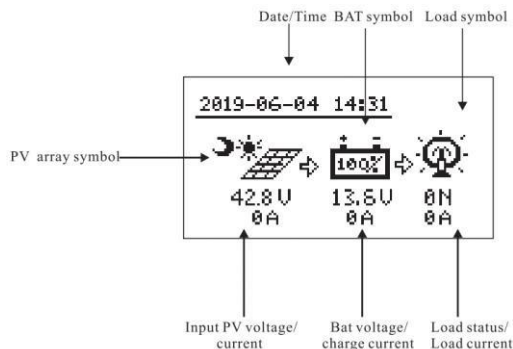 Date/Time BAT symbol Load symbol
2019-06-04 14:31
PV array symbol
+ -
100%
42.8V 13.6V 0N
0A 0A 0A
Input PV voltage/ Bat voltage/ Load status/
current charge current Load current